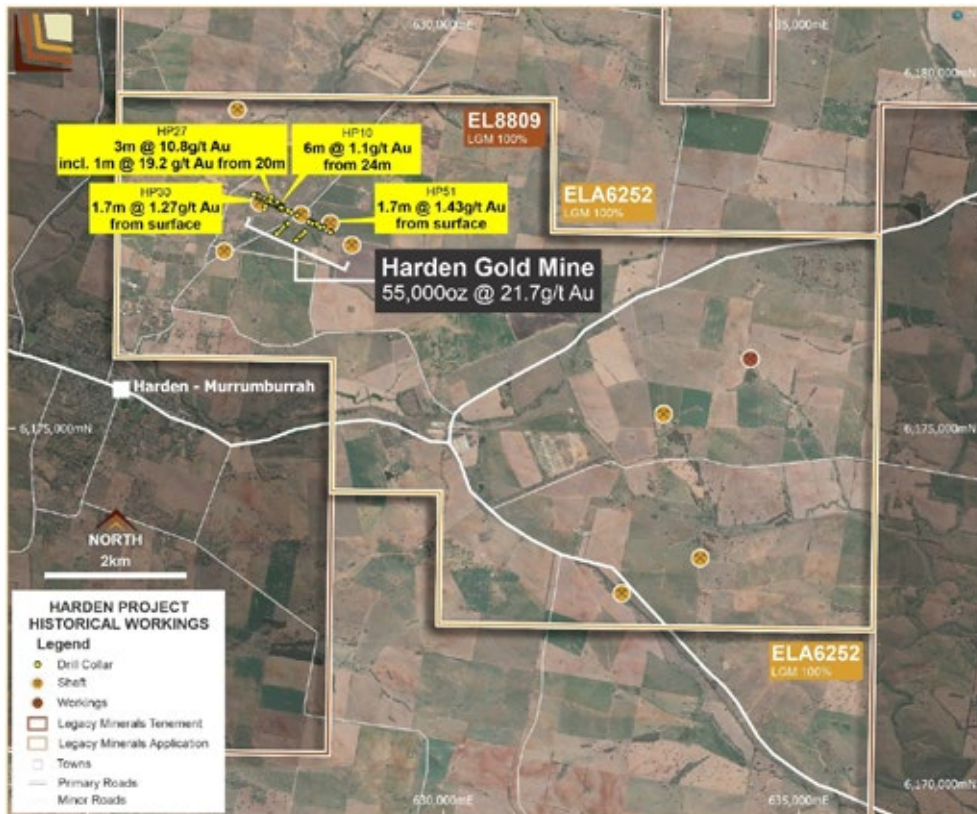 630,000mE
635,000mE
6,180,000mN
EL8809
LGM 100%
ELA6252
LGM 100%
HP27
3m @ 10.8g/t Au
incl. 1m @ 19.2 g/t Au from 20m
HP10
6m @ 1.1g/t Au
from 24m
HP30
1.7m @ 1.27g/t Au
from surface
HP51
1.7m @ 1.43g/t Au
from surface
Harden Gold Mine
55,000oz @ 21.7g/t Au
Harden - Murrumburrah
6,175,000mN
6,175,000mN
NORTH
2km
HARDEN PROJECT
HISTORICAL WORKINGS
Legend
Drill Collar
Shaft
Workings
Legacy Minerals Tenement
Legacy Minerals Application
Towns
Primary Roads
Minor Roads
ELA6252
LGM 100%
6,170,000mN
630,000mE
635,000mE